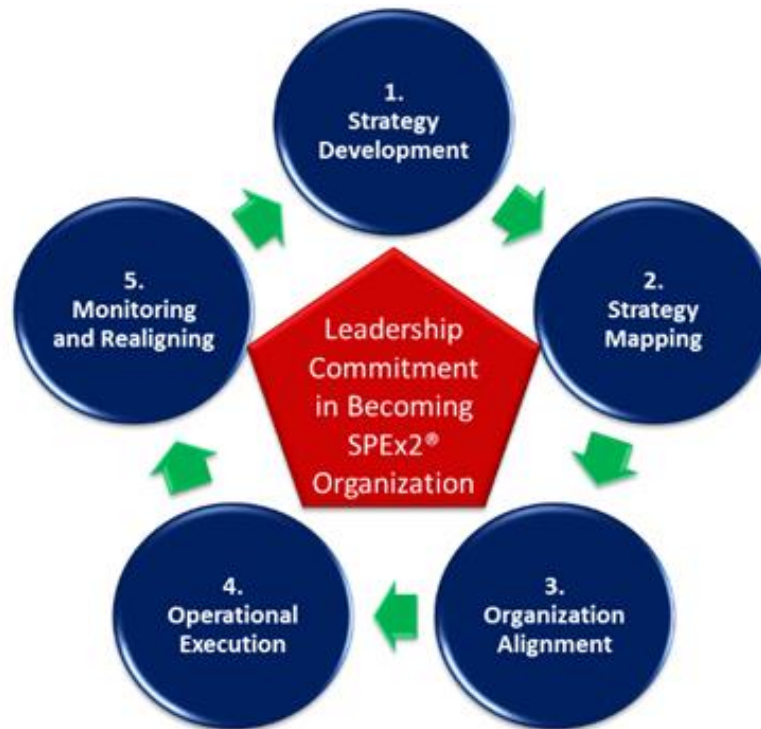 1.
Strategy
Development
2.
Strategy
Mapping
3.
Organization
Alignment
4.
Operational
Execution
5.
Monitoring
and Realigning
Leadership
Commitment
in Becoming
SPEx2®
Organization